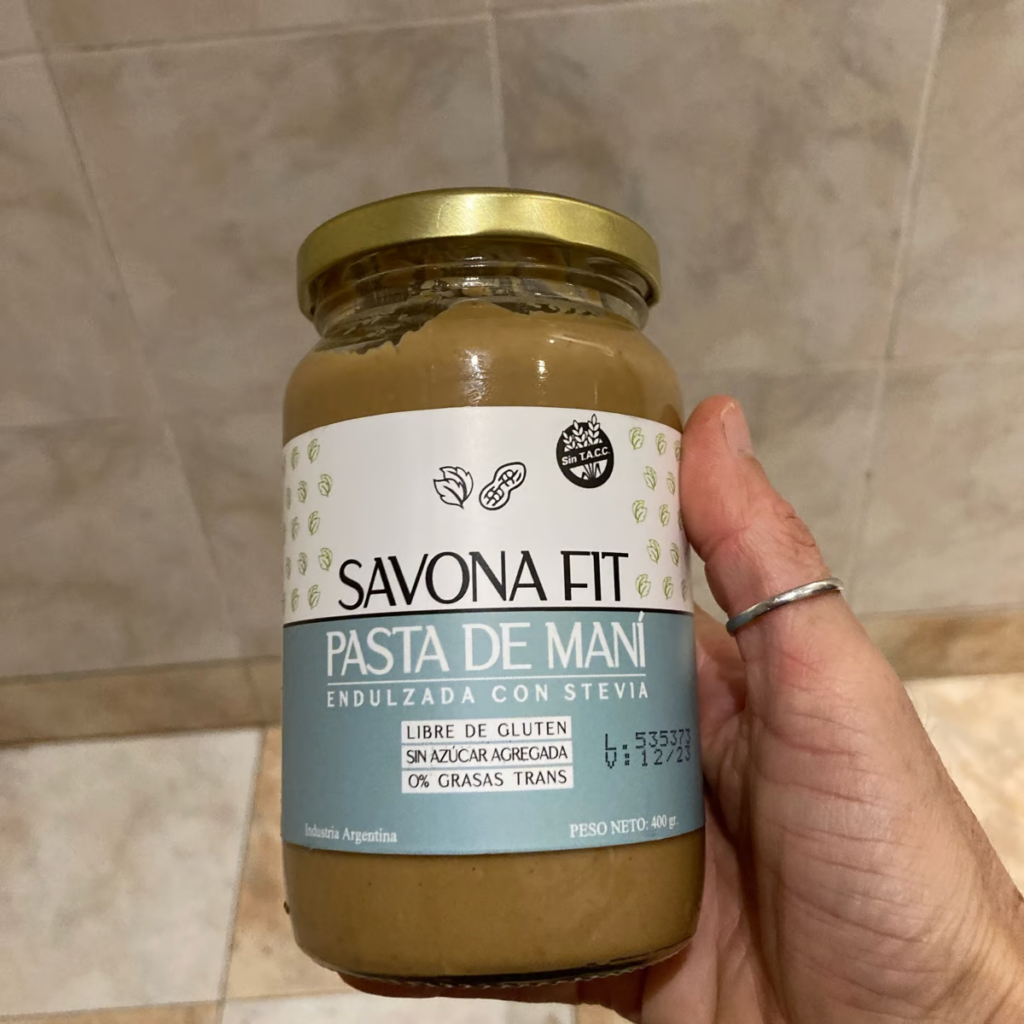 Sin T.A.C.C.
SAVONA FIT
PASTA DE MANÍ
ENDULZADA CON STEVIA
LIBRE DE GLUTEN
SIN AZÚCAR AGREGADA
0% GRASAS TRANS
L.535373
V:12/23
Industria Argentina
PESO NETO: 400 gr.